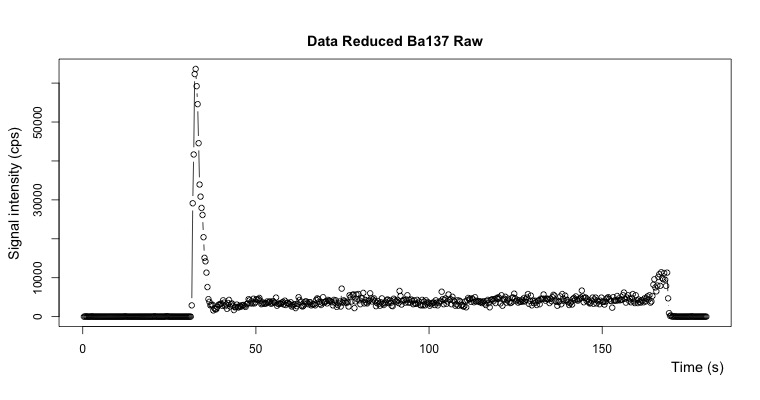 Data Reduced Ba137 Raw
Signal intensity (cps)
50000
30000
10000
0
0 50 100 150
Time (s)